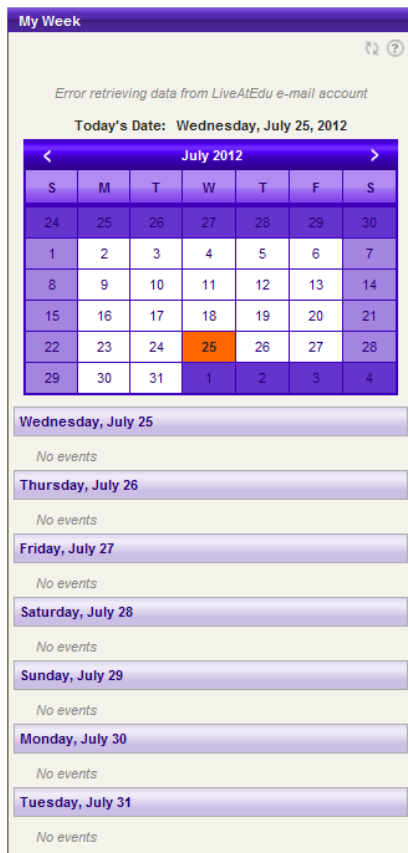 My Week
?
Error retrieving data from LiveAtEdu e-mail account
Today's Date: Wednesday, July 25, 2012
< July 2012 >
S M T W T F S
24 25 26 27 28 29 30
1 2 3 4 5 6 7
8 9 10 11 12 13 14
15 16 17 18 19 20 21
22 23 24 25 26 27 28
29 30 31 1 2 3 4
Wednesday, July 25
No events
Thursday, July 26
No events
Friday, July 27
No events
Saturday, July 28
No events
Sunday, July 29
No events
Monday, July 30
No events
Tuesday, July 31
No events